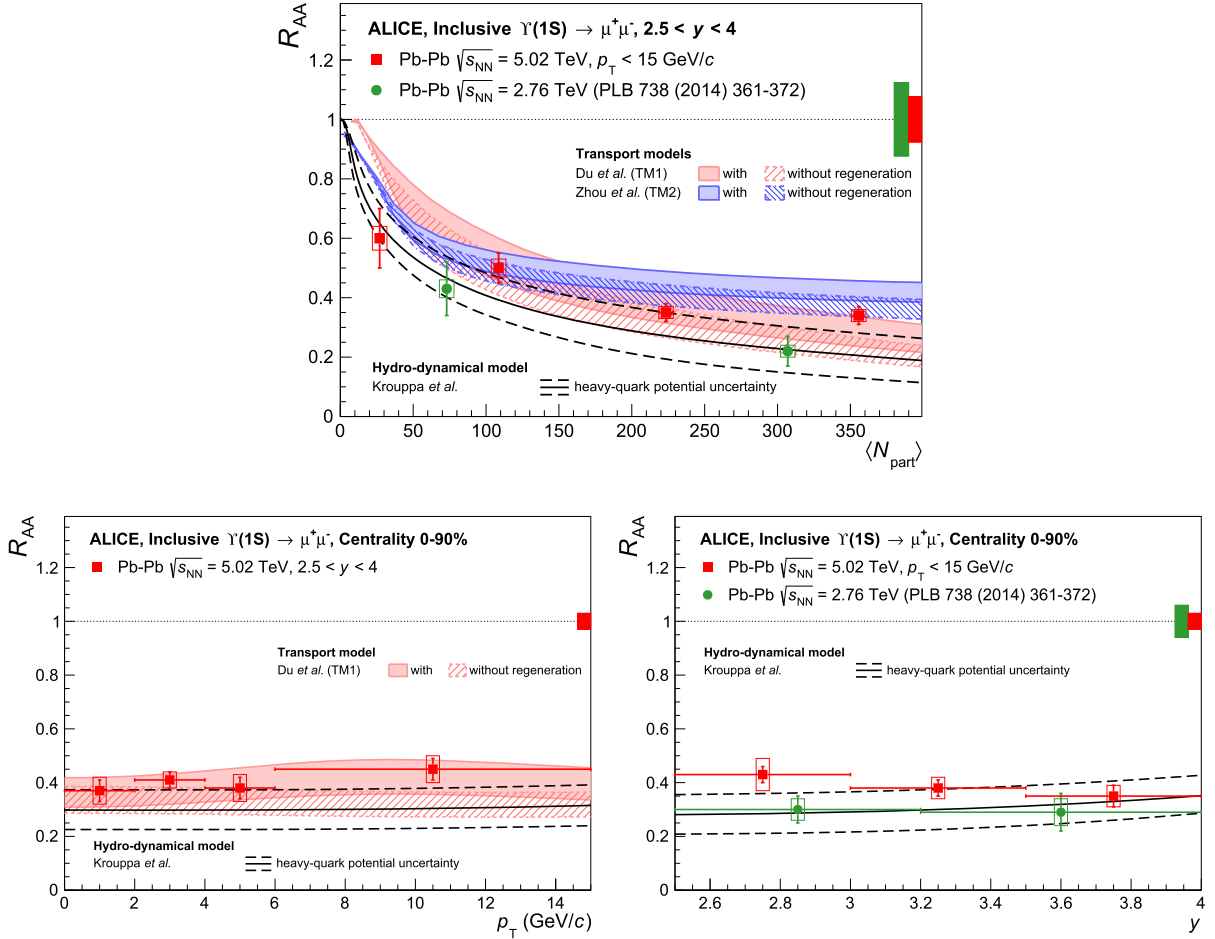 R_AA
ALICE, Inclusive ϒ(1S) → μ⁺μ⁻, 2.5 < y < 4
Pb-Pb √s_NN = 5.02 TeV, p_T < 15 GeV/c
Pb-Pb √s_NN = 2.76 TeV (PLB 738 (2014) 361-372)
Transport models
Du et al. (TM1) with without regeneration
Zhou et al. (TM2) with without regeneration
Hydro-dynamical model
Krouppa et al. heavy-quark potential uncertainty
1.2
1
0.8
0.6
0.4
0.2
0
0 50 100 150 200 250 300 350
⟨N_part⟩
R_AA
ALICE, Inclusive ϒ(1S) → μ⁺μ⁻, Centrality 0-90%
Pb-Pb √s_NN = 5.02 TeV, 2.5 < y < 4
Transport model
Du et al. (TM1) with without regeneration
Hydro-dynamical model
Krouppa et al. heavy-quark potential uncertainty
1.2
1
0.8
0.6
0.4
0.2
0
0 2 4 6 8 10 12 14
p_T (GeV/c)
R_AA
ALICE, Inclusive ϒ(1S) → μ⁺μ⁻, Centrality 0-90%
Pb-Pb √s_NN = 5.02 TeV, p_T < 15 GeV/c
Pb-Pb √s_NN = 2.76 TeV (PLB 738 (2014) 361-372)
Hydro-dynamical model
Krouppa et al. heavy-quark potential uncertainty
1.2
1
0.8
0.6
0.4
0.2
0
2.6 2.8 3 3.2 3.4 3.6 3.8 4
y